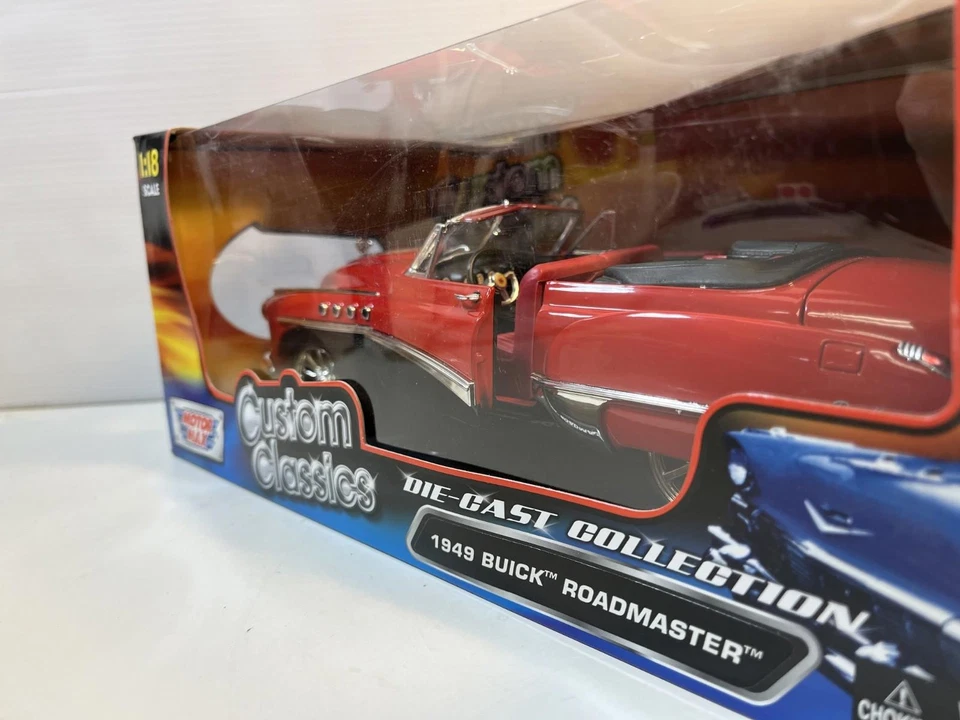 1:18
SCALE
MOTOR
MAX
Custom
Classics
DIE-CAST COLLECTION
1949 BUICK™ ROADMASTER™